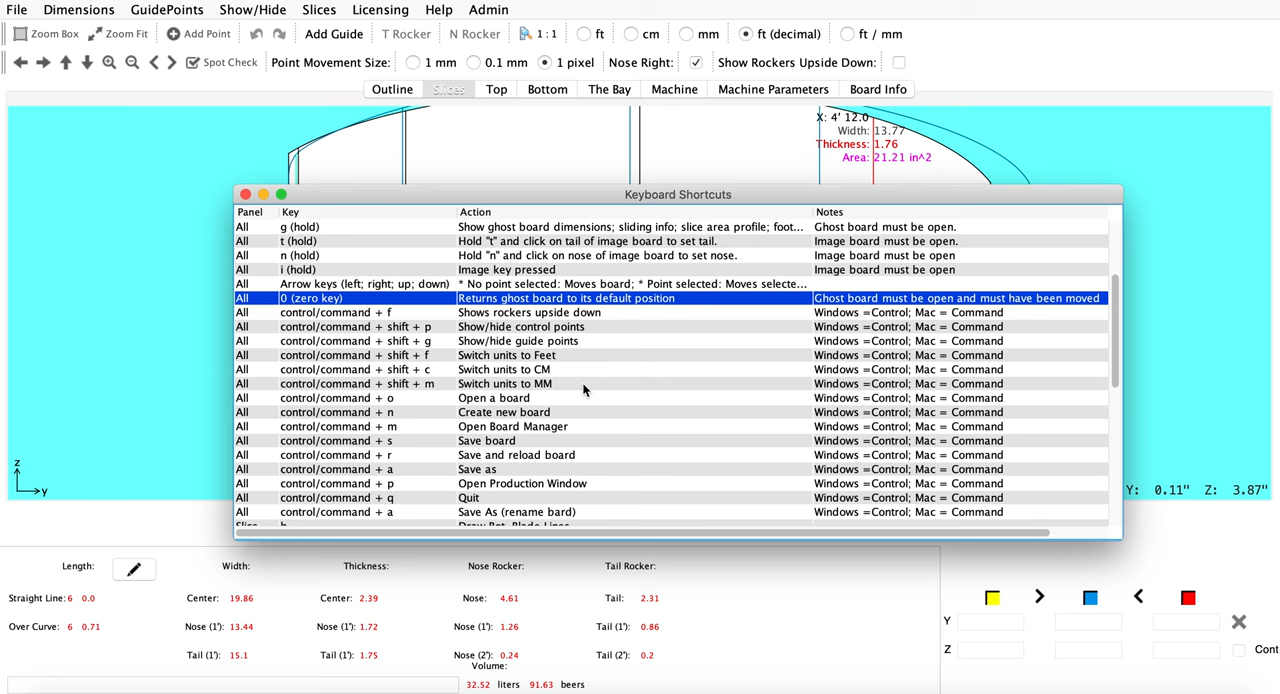 File Dimensions GuidePoints Show/Hide Slices Licensing Help Admin
Zoom Box Zoom Fit Add Point Add Guide T Rocker N Rocker 1 : 1 ft cm mm ft (decimal) ft / mm
Spot Check Point Movement Size: 1 mm 0.1 mm 1 pixel Nose Right: Show Rockers Upside Down:
Outline Slices Top Bottom The Bay Machine Machine Parameters Board Info
X: 4' 12.0
Width: 13.77
Thickness: 1.76
Area: 21.21 in^2
Keyboard Shortcuts
Panel Key Action Notes
All g (hold) Show ghost board dimensions; sliding info; slice area profile; foot... Ghost board must be open.
All t (hold) Hold "t" and click on tail of image board to set tail. Image board must be open.
All n (hold) Hold "n" and click on nose of image board to set nose. Image board must be open
All i (hold) Image key pressed Image board must be open
All Arrow keys (left; right; up; down) * No point selected: Moves board; * Point selected: Moves selecte...
All 0 (zero key) Returns ghost board to its default position Ghost board must be open and must have been moved
All control/command + f Shows rockers upside down Windows =Control; Mac = Command
All control/command + shift + p Show/hide control points Windows =Control; Mac = Command
All control/command + shift + g Show/hide guide points Windows =Control; Mac = Command
All control/command + shift + f Switch units to Feet Windows =Control; Mac = Command
All control/command + shift + c Switch units to CM Windows =Control; Mac = Command
All control/command + shift + m Switch units to MM Windows =Control; Mac = Command
All control/command + o Open a board Windows =Control; Mac = Command
All control/command + n Create new board Windows =Control; Mac = Command
All control/command + m Open Board Manager Windows =Control; Mac = Command
All control/command + s Save board Windows =Control; Mac = Command
All control/command + r Save and reload board Windows =Control; Mac = Command
All control/command + a Save as Windows =Control; Mac = Command
All control/command + p Open Production Window Windows =Control; Mac = Command
All control/command + q Quit Windows =Control; Mac = Command
All control/command + a Save As (rename bard) Windows =Control; Mac = Command
z
y
Y: 0.11" Z: 3.87"
Length: Width: Thickness: Nose Rocker: Tail Rocker:
Straight Line: 6 0.0 Center: 19.86 Center: 2.39 Nose: 4.61 Tail: 2.31
Over Curve: 6 0.71 Nose (1'): 13.44 Nose (1'): 1.72 Nose (1'): 1.26 Tail (1'): 0.86
Tail (1'): 15.1 Tail (1'): 1.75 Nose (2'): 0.24 Tail (2'): 0.2
Volume:
32.52 liters 91.63 beers
Y
Z Cont